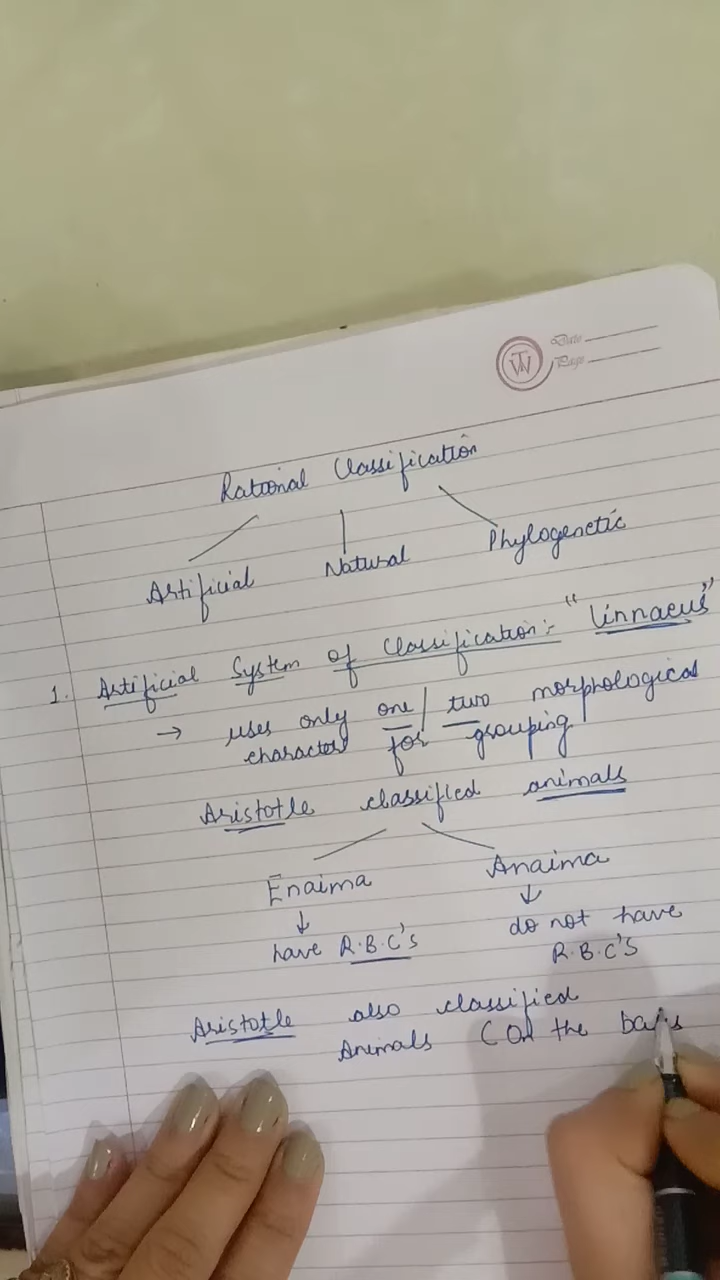 Date
Page
Rational Classification
Artificial Natural Phylogenetic
1. Artificial System of Classification:- "Linnaeus"
→ uses only one/two morphological
characters for grouping
Aristotle classified animals
Enaima Anaima
↓ ↓
have R.B.C's do not have
R.B.C's
Aristotle also classified
Animals (On the basis